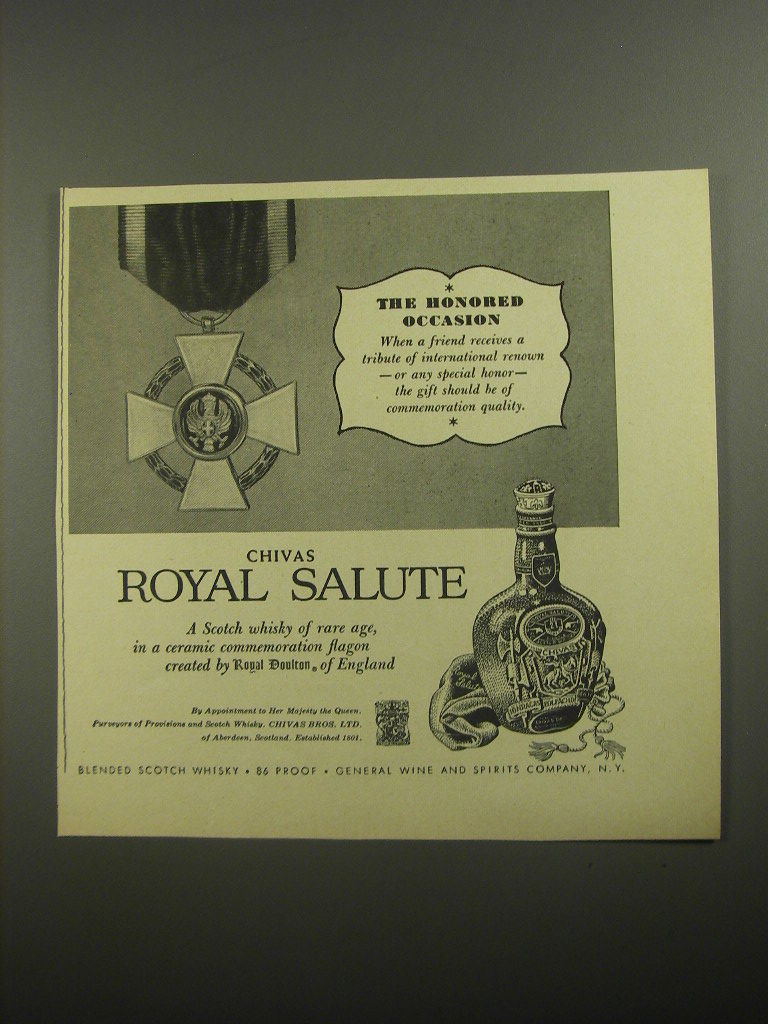 THE HONORED
OCCASION
When a friend receives a
tribute of international renown
—or any special honor—
the gift should be of
commemoration quality.
CHIVAS
ROYAL SALUTE
A Scotch whisky of rare age,
in a ceramic commemoration flagon
created by Royal Doulton® of England
By Appointment to Her Majesty the Queen,
Purveyors of Provisions and Scotch Whisky, CHIVAS BROS. LTD.
of Aberdeen, Scotland. Established 1801.
CHIVAS
BLENDED SCOTCH WHISKY • 86 PROOF • GENERAL WINE AND SPIRITS COMPANY, N.Y.